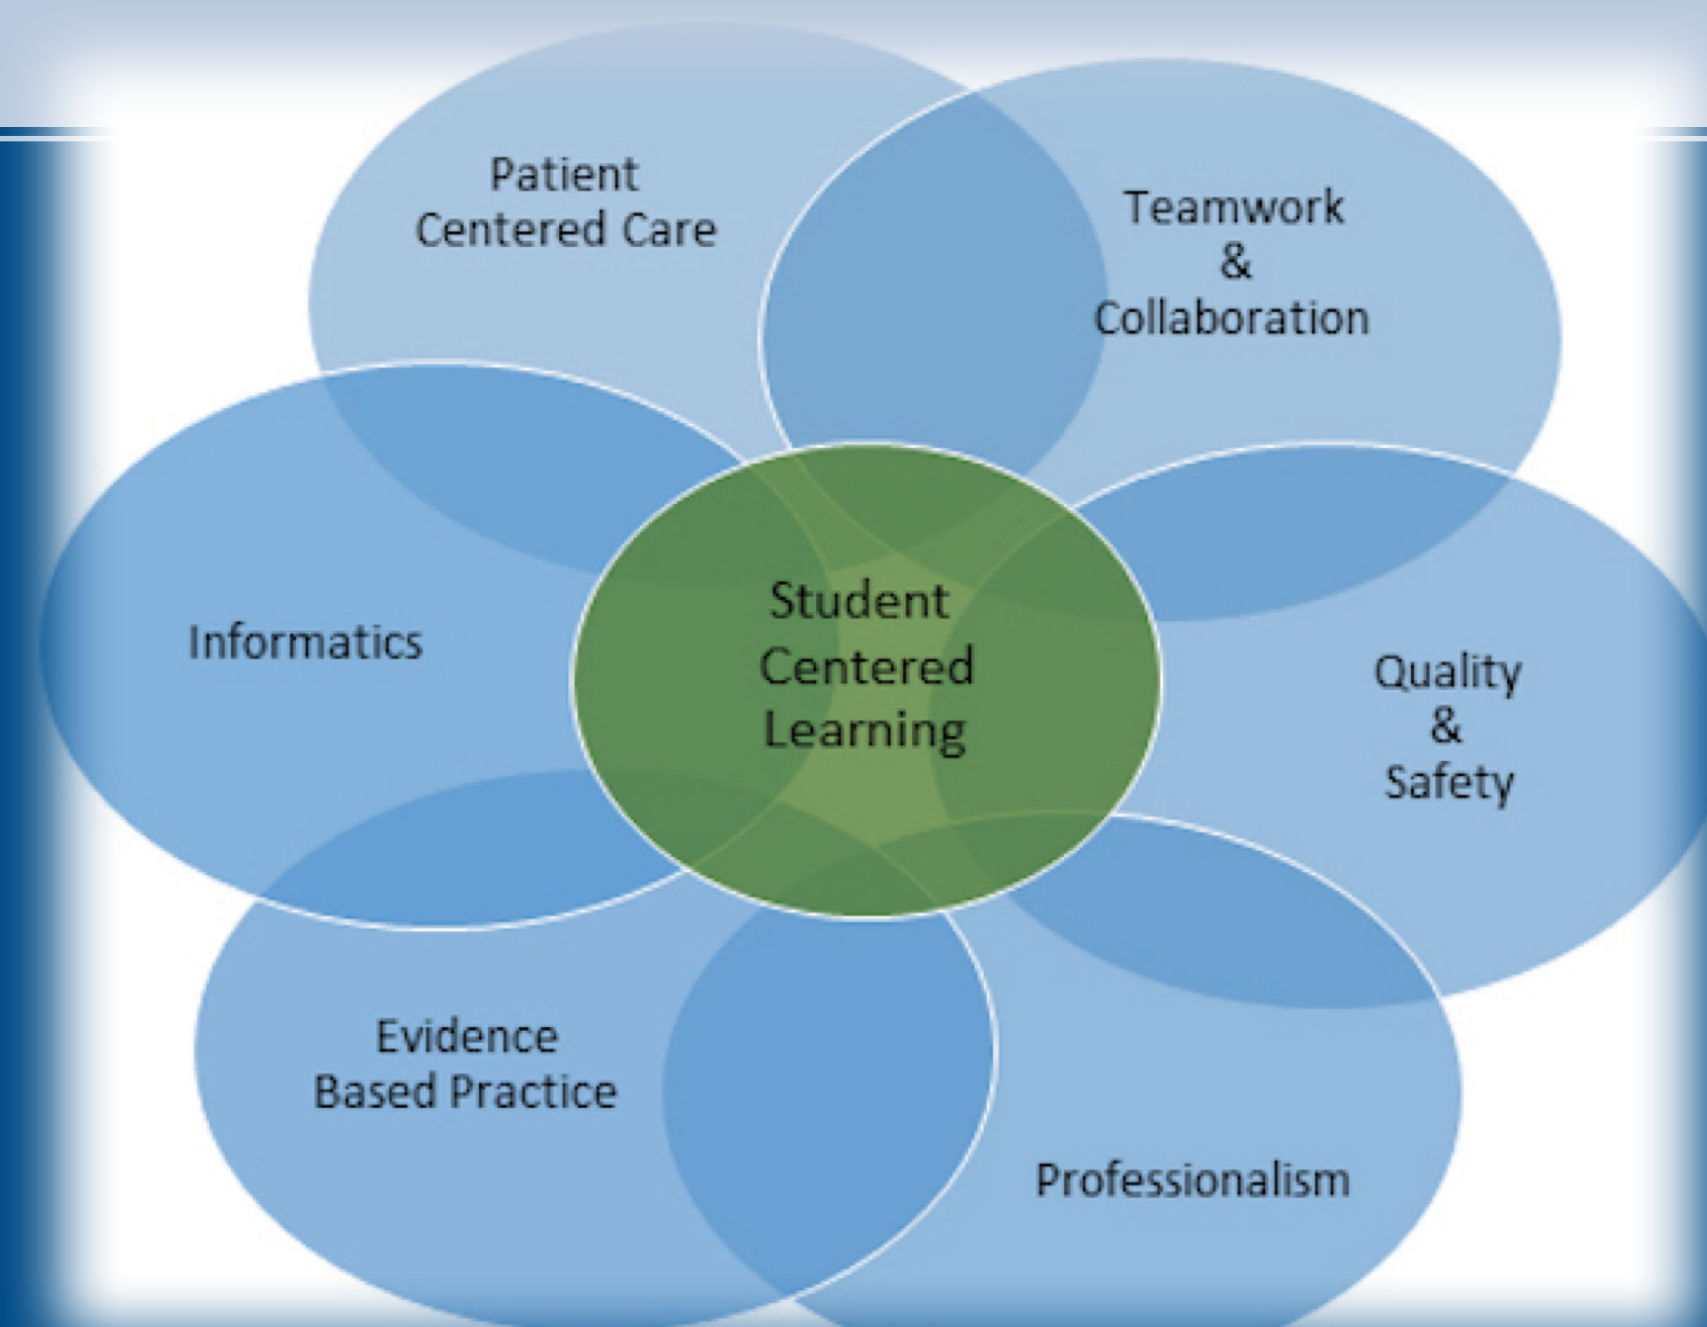 Patient
Centered Care
Teamwork
&
Collaboration
Informatics
Student
Centered
Learning
Quality
&
Safety
Evidence
Based Practice
Professionalism